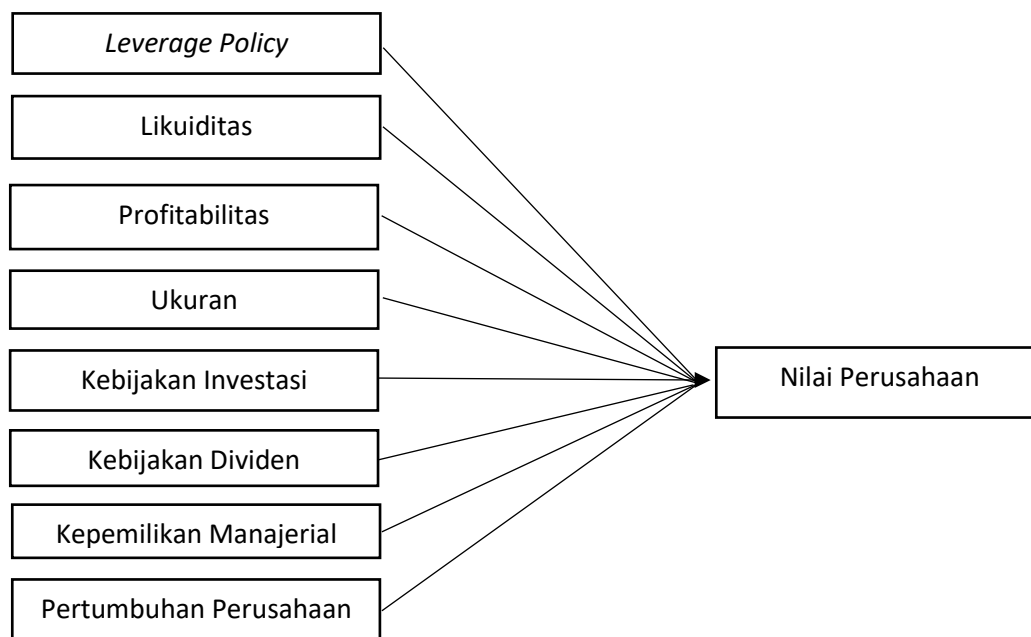 Leverage Policy
Likuiditas
Profitabilitas
Ukuran
Kebijakan Investasi
Kebijakan Dividen
Kepemilikan Manajerial
Pertumbuhan Perusahaan
Nilai Perusahaan